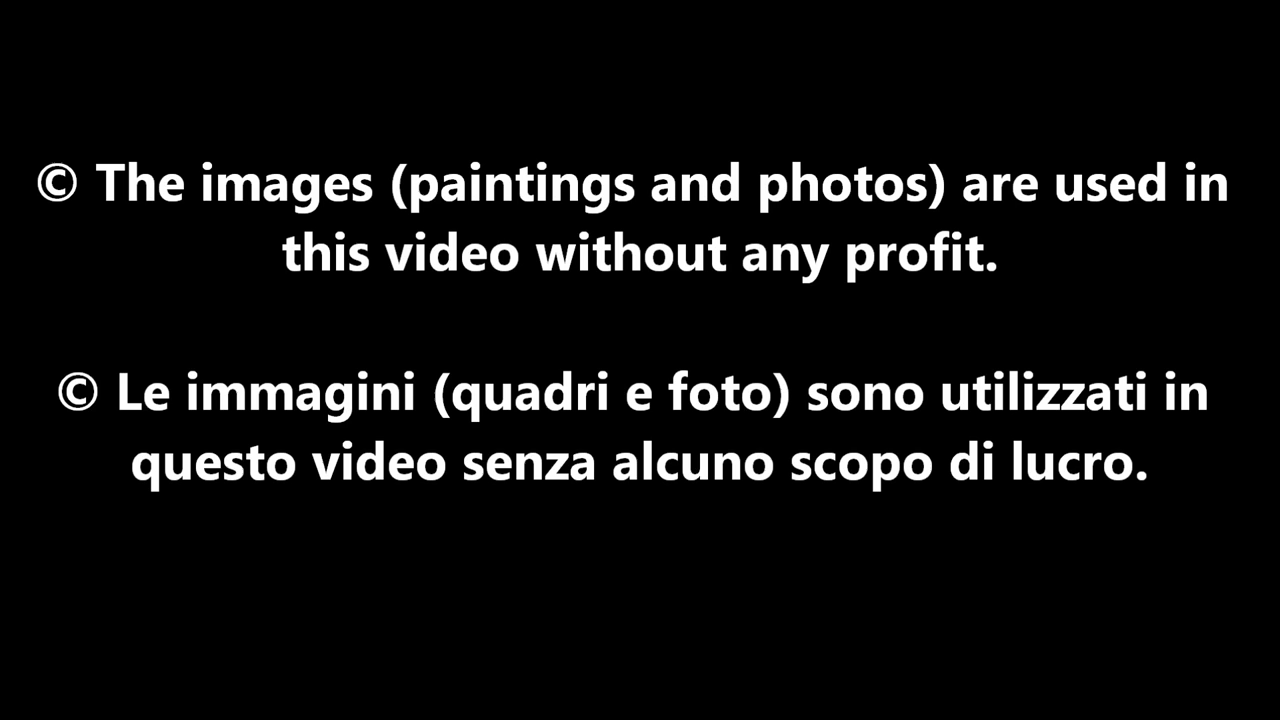 © The images (paintings and photos) are used in
this video without any profit.
© Le immagini (quadri e foto) sono utilizzati in
questo video senza alcuno scopo di lucro.